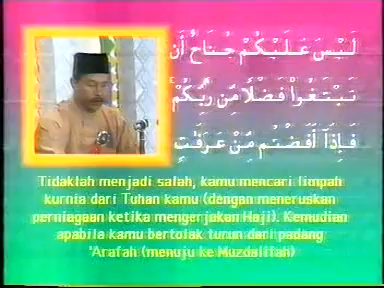 لَيْسَ عَلَيْكُمْ جُنَاحٌ أَن
تَبْتَغُوا۟ فَضْلًا مِّن رَّبِّكُمْ ۚ
فَإِذَآ أَفَضْتُم مِّنْ عَرَفَٰتٍ
Tidaklah menjadi salah, kamu mencari limpah
kurnia dari Tuhan kamu (dengan meneruskan
perniagaan ketika mengerjakan Haji). Kemudian
apabila kamu bertolak turun dari padang
'Arafah (menuju ke Muzdalifah)